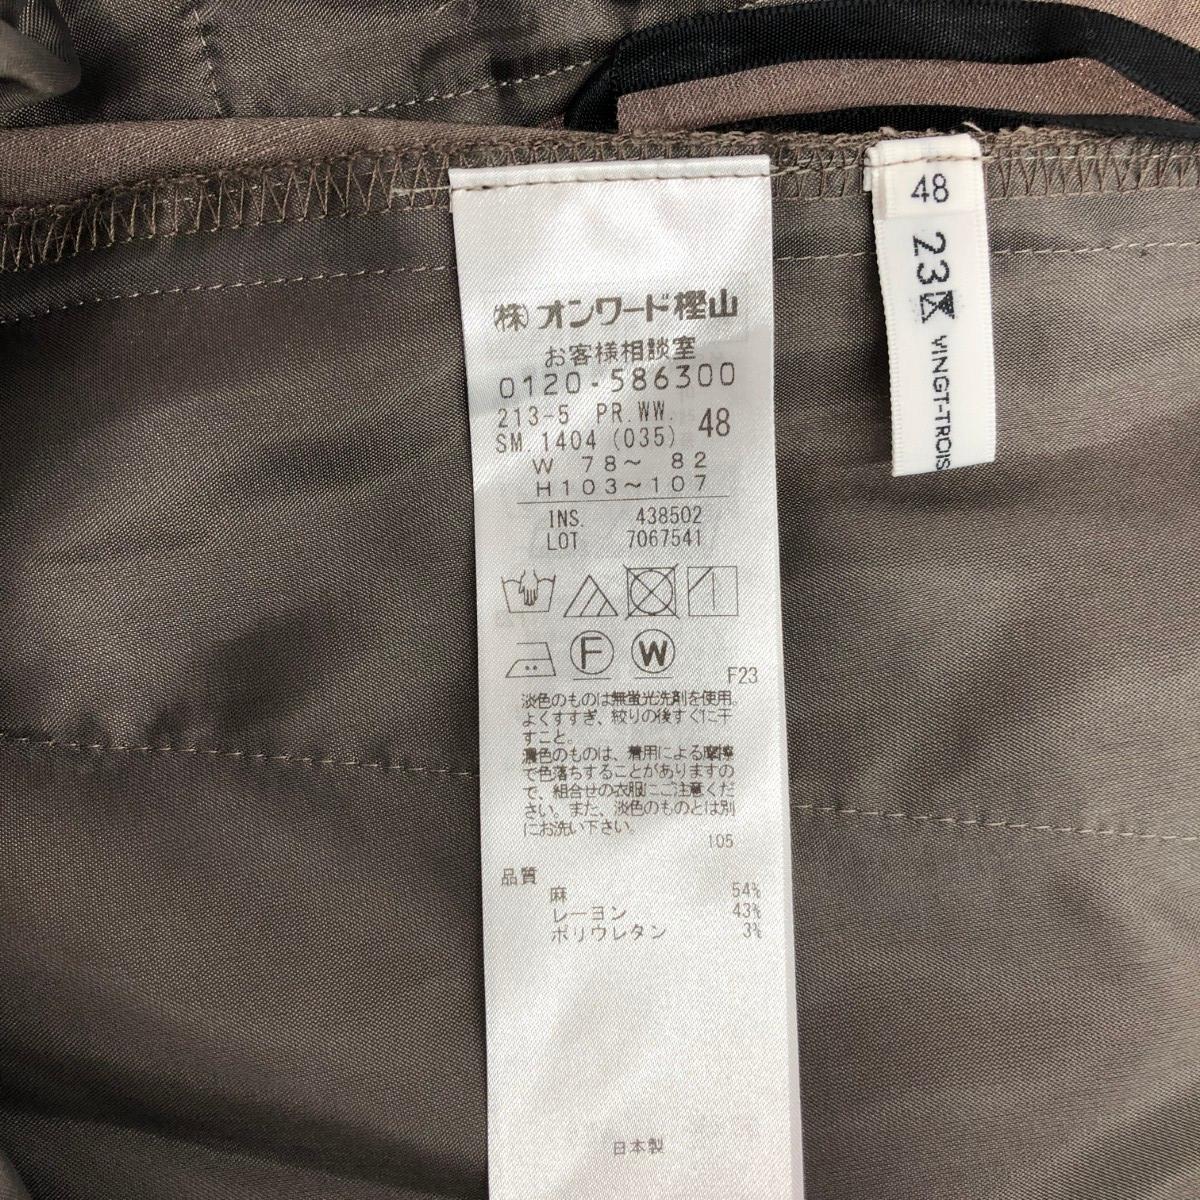 ㈱オンワード樫山
お客様相談室
0120-586300
213-5 PR.WW. 48
SM.1404 (035)
W 78～ 82
H103～107
INS. 438502
LOT 7067541
F
W
F23
淡色のものは無蛍光洗剤を使用。
よくすすぎ、絞りの後すぐに干
すこと。
濃色のものは、着用による摩擦
で色落ちすることがありますの
で、組合せの衣服にご注意くだ
さい。また、淡色のものとは別
にお洗い下さい。
105
品質
麻 54%
レーヨン 43%
ポリウレタン 3%
日本製
48
23区
VINGT-TROIS